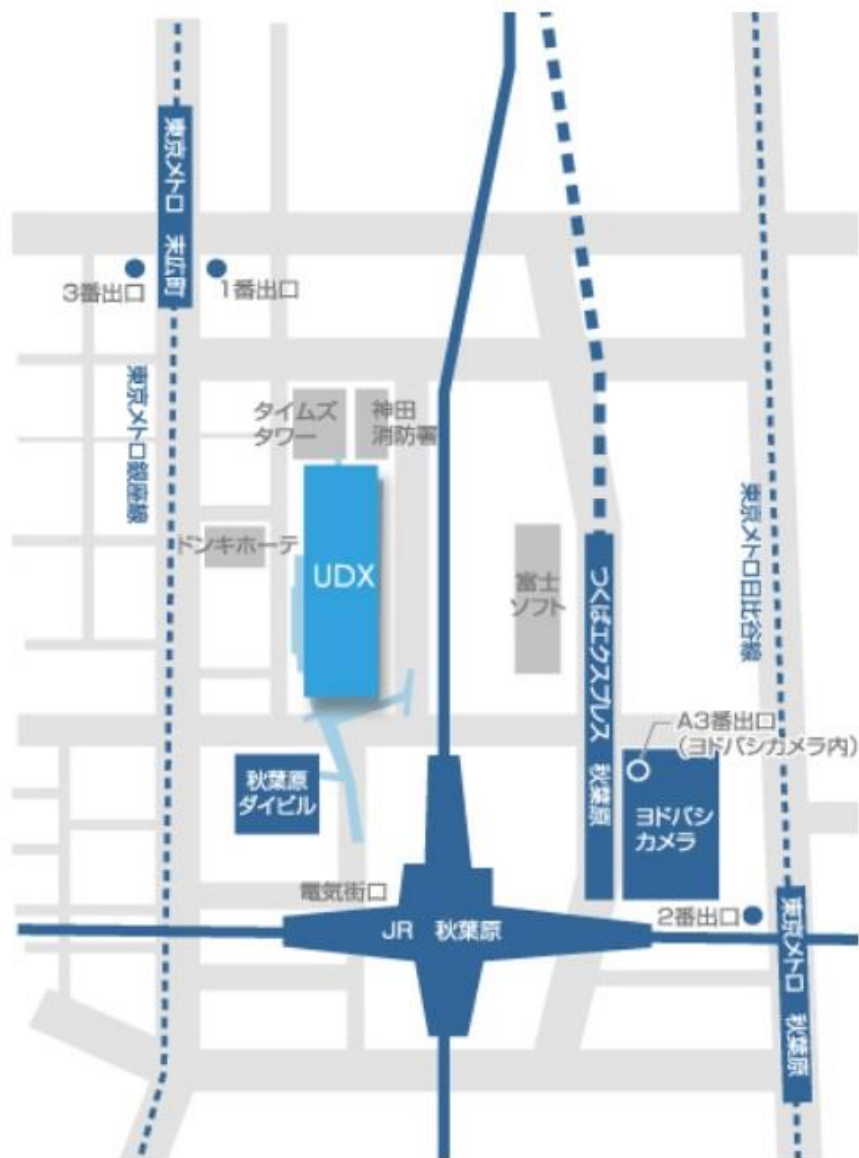 東京メトロ 末広町
3番出口
1番出口
東京メトロ銀座線
タイムズ
タワー
神田
消防署
ドンキホーテ
UDX
富士
ソフト
つくばエクスプレス 秋葉原
東京メトロ日比谷線
A3番出口
(ヨドバシカメラ内)
秋葉原
ダイビル
ヨドバシ
カメラ
電気街口
JR 秋葉原
2番出口
東京メトロ 秋葉原